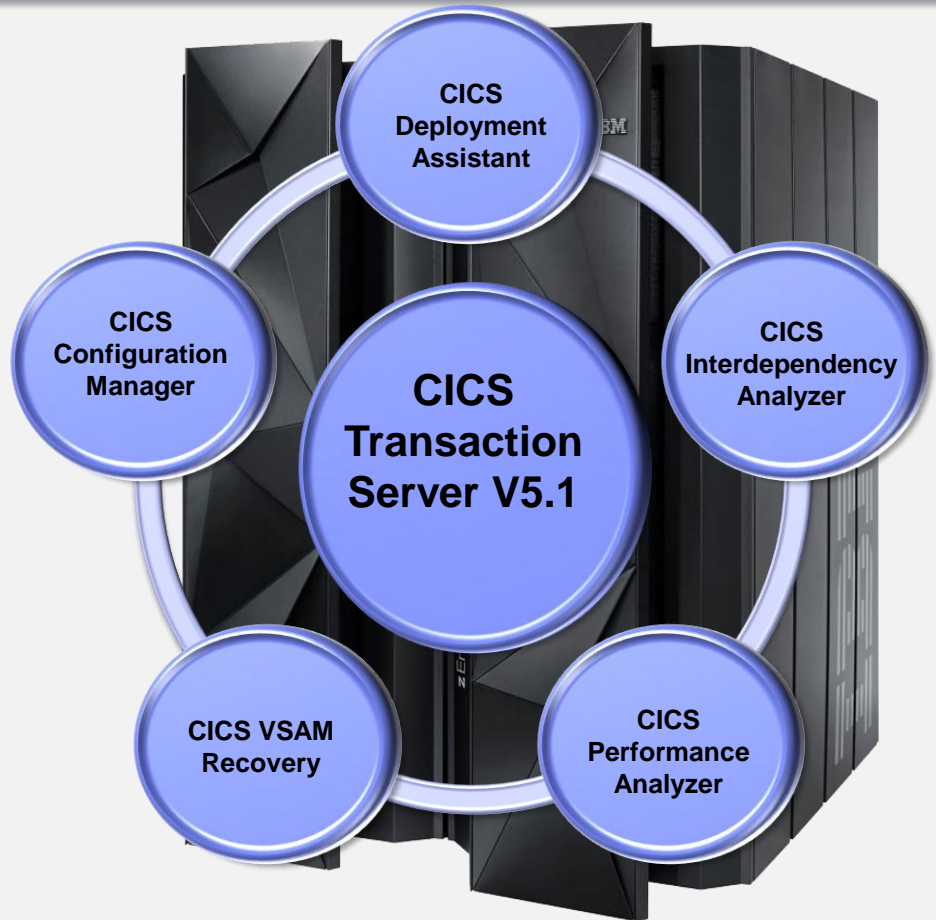 CICS
Deployment
Assistant
CICS
Configuration
Manager
CICS
Interdependency
Analyzer
CICS
Transaction
Server V5.1
CICS VSAM
Recovery
CICS
Performance
Analyzer